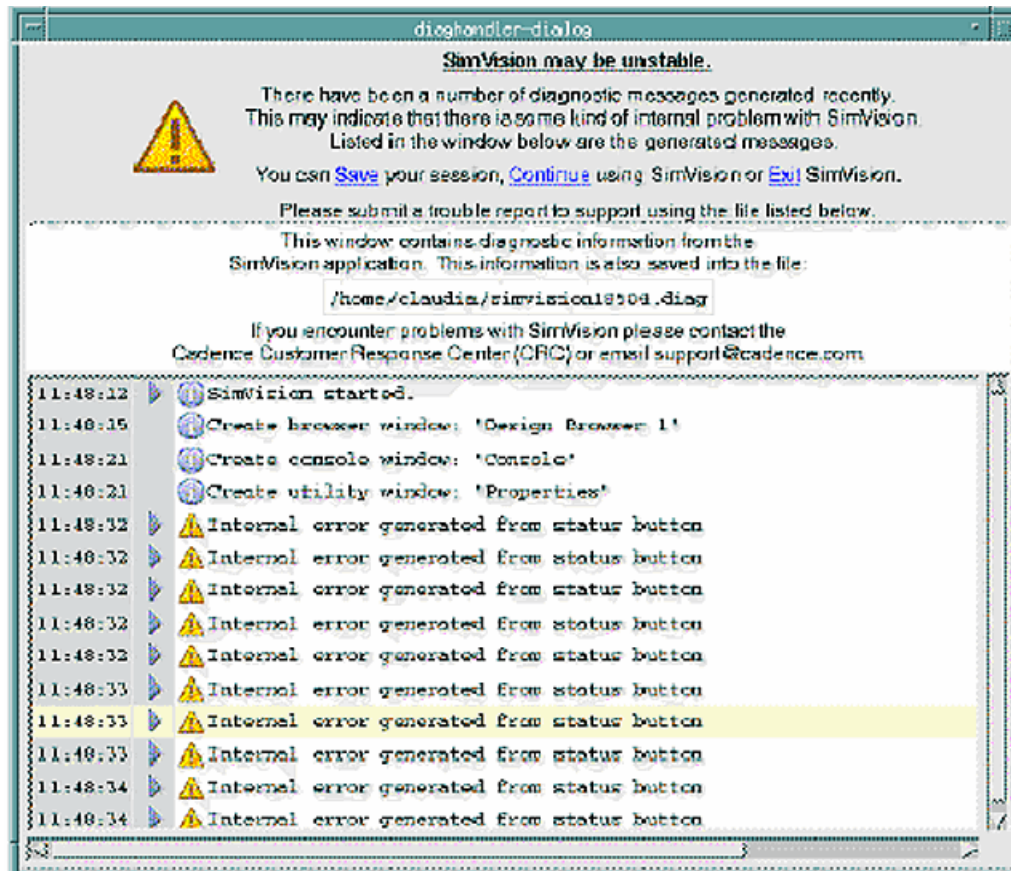 diaghandler-dialog
SimVision may be unstable.
There have been a number of diagnostic messages generated recently.
This may indicate that there is some kind of internal problem with SimVision.
Listed in the window below are the generated messages.
You can Save your session, Continue using SimVision or Exit SimVision.
Please submit a trouble report to support using the file listed below.
This window contains diagnostic information from the
SimVision application. This information is also saved into the file:
If you encounter problems with SimVision please contact the
Cadence Customer Response Center (CRC) or email support@cadence.com
11:48:12 SimVision started.
11:48:15 Create browser window: "Design Browser 1"
11:48:21 Create console window: "Console"
11:48:21 Create utility window: "Properties"
11:48:32 Internal error generated from status button
11:48:32 Internal error generated from status button
11:48:32 Internal error generated from status button
11:48:32 Internal error generated from status button
11:48:32 Internal error generated from status button
11:48:33 Internal error generated from status button
11:48:33 Internal error generated from status button
11:48:33 Internal error generated from status button
11:48:34 Internal error generated from status button
11:48:34 Internal error generated from status button